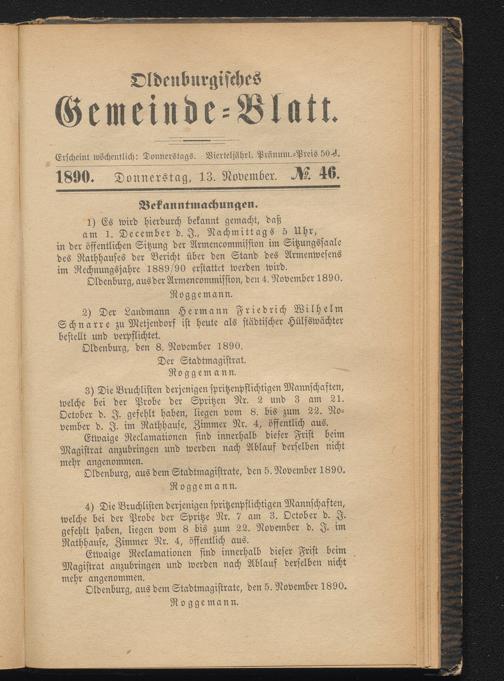 Oldenburgisches
Gemeinde-Blatt.
Erscheint wöchentlich: Donnerstags. Vierteljährl. Pränum.-Preis 50 ₰.
1890. Donnerstag, 13. November. №. 46.
Bekanntmachungen.
1) Es wird hierdurch bekannt gemacht, daß
am 1. December d. J., Nachmittags 5 Uhr,
in der öffentlichen Sitzung der Armencommission im Sitzungssaale
des Rathhauses der Bericht über den Stand des Armenwesens
im Rechnungsjahre 1889/90 erstattet werden wird.
Oldenburg, aus der Armencommission, den 4. November 1890.
Roggemann.
2) Der Landmann Hermann Friedrich Wilhelm
Schnarre zu Metjendorf ist heute als städtischer Hülfswächter
bestellt und verpflichtet.
Oldenburg, den 8. November 1890.
Der Stadtmagistrat.
Roggemann.
3) Die Bruchlisten derjenigen spritzenpflichtigen Mannschaften,
welche bei der Probe der Spritzen Nr. 2 und 3 am 21.
October d. J. gefehlt haben, liegen vom 8. bis zum 22. No-
vember d. J. im Rathhause, Zimmer Nr. 4, öffentlich aus.
Etwaige Reclamationen sind innerhalb dieser Frist beim
Magistrat anzubringen und werden nach Ablauf derselben nicht
mehr angenommen.
Oldenburg, aus dem Stadtmagistrate, den 5. November 1890.
Roggemann.
4) Die Bruchlisten derjenigen spritzenpflichtigen Mannschaften,
welche bei der Probe der Spritze Nr. 7 am 3. October d. J.
gefehlt haben, liegen vom 8 bis zum 22. November d. J. im
Rathhause, Zimmer Nr. 4, öffentlich aus.
Etwaige Reclamationen sind innerhalb dieser Frist beim
Magistrat anzubringen und werden nach Ablauf derselben nicht
mehr angenommen.
Oldenburg, aus dem Stadtmagistrate, den 5. November 1890.
Roggemann.